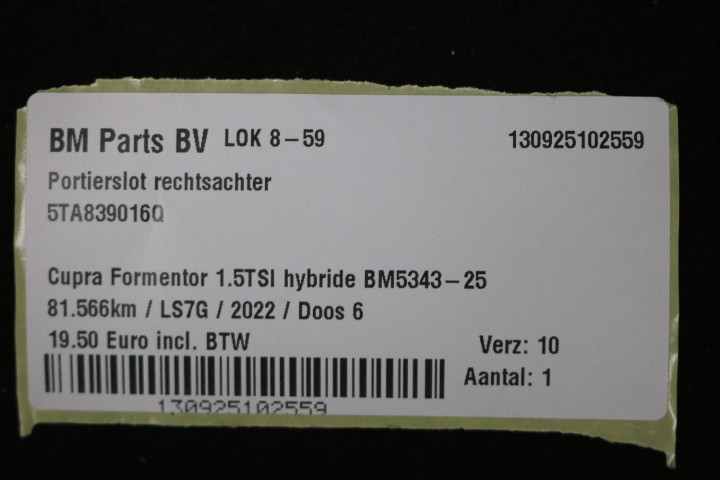 BM Parts BV LOK 8-59 130925102559
Portierslot rechtsachter
5TA839016Q
Cupra Formentor 1.5TSI hybride BM5343-25
81.566km / LS7G / 2022 / Doos 6
19.50 Euro incl. BTW Verz: 10
Aantal: 1
130925102559